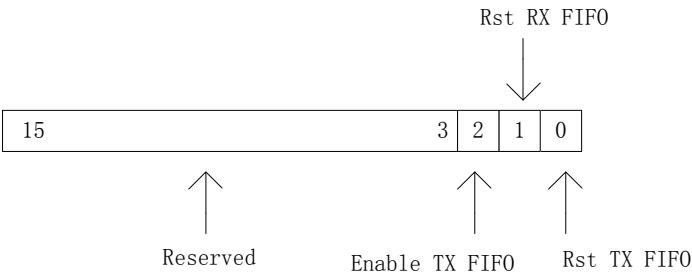 Rst RX FIFO
15 3 2 1 0
Reserved Enable TX FIFO Rst TX FIFO